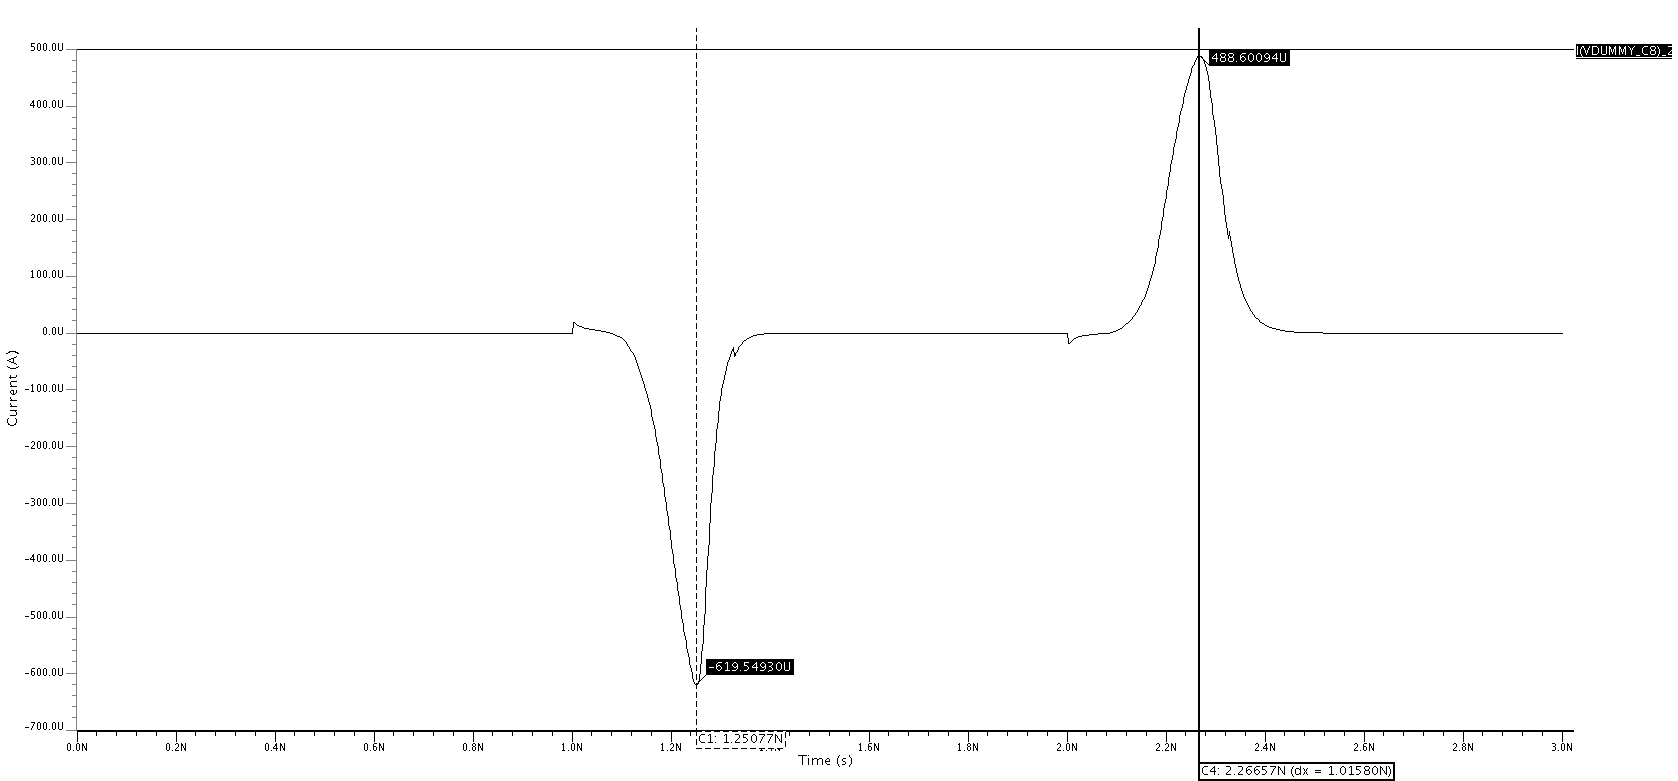 500.0U
400.0U
300.0U
200.0U
100.0U
0.0U
-100.0U
-200.0U
-300.0U
-400.0U
-500.0U
-600.0U
-700.0U
Current (A)
488.60094U
I(VDUMMY_C8)_2
-619.54930U
0.0N 0.2N 0.4N 0.6N 0.8N 1.0N 1.2N 1.6N 1.8N 2.0N 2.2N 2.4N 2.6N 2.8N 3.0N
C1: 1.25077N
Time (s)
C4: 2.26657N (dx = 1.01580N)